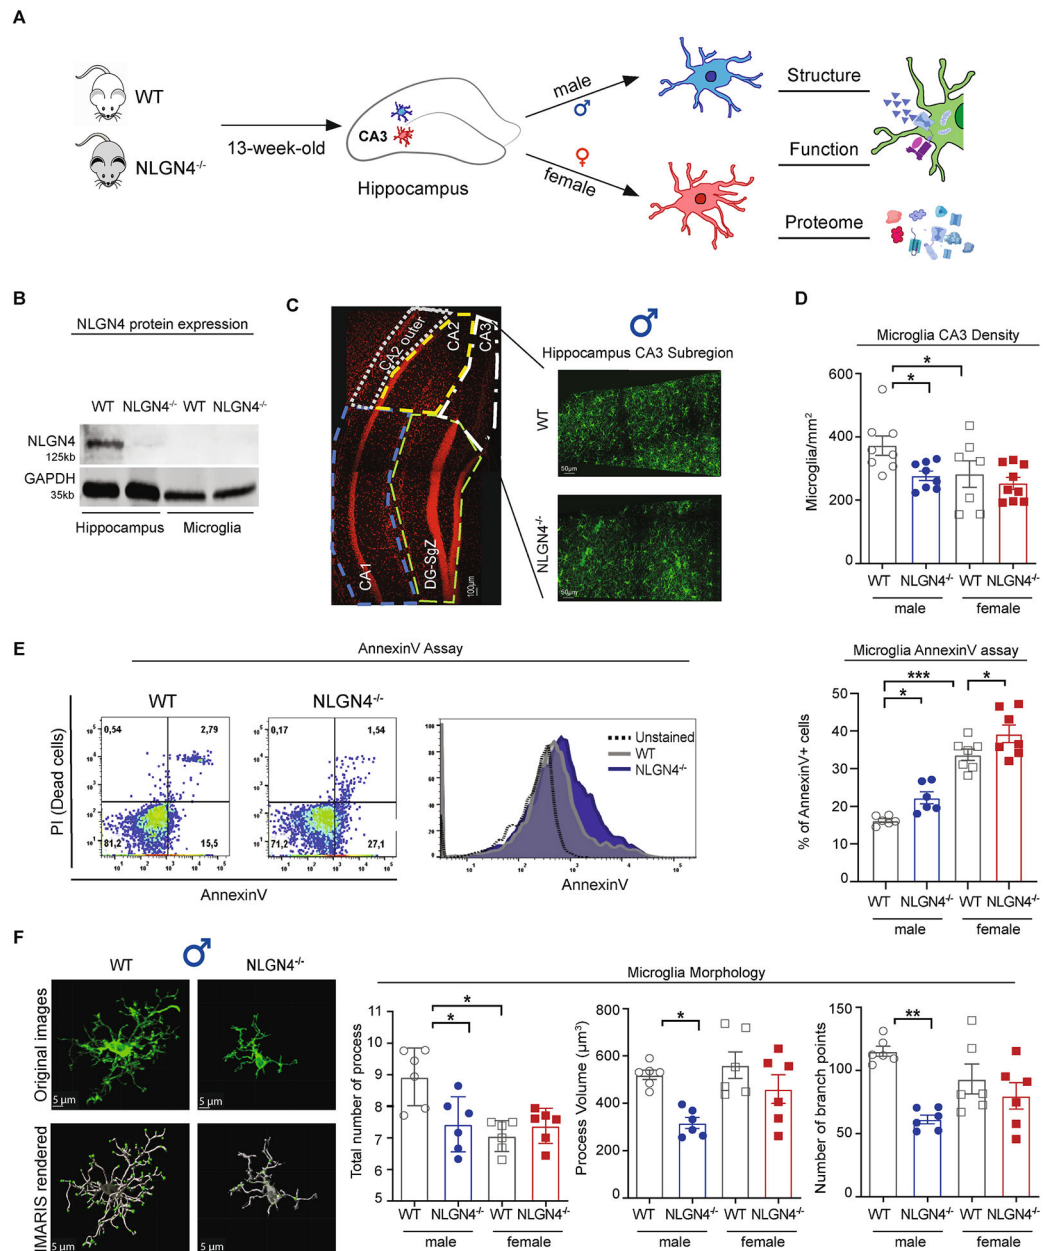 A
WT
NLGN4-/-
13-week-old
CA3
Hippocampus
male
♂
♀
female
Structure
Function
Proteome
B
NLGN4 protein expression
WT NLGN4-/- WT NLGN4-/-
NLGN4
125kb
GAPDH
35kb
Hippocampus Microglia
C
CA2 outer
CA2
CA3
CA1
DG-SgZ
100µm
♂
Hippocampus CA3 Subregion
WT
50µm
NLGN4-/-
50µm
D
Microglia CA3 Density
*
*
Microglia/mm²
600
400
200
0
WT NLGN4-/- WT NLGN4-/-
male female
E
AnnexinV Assay
WT NLGN4-/-
PI (Dead cells)
0,54 2,79
81,2 15,5
0,17 1,54
71,2 27,1
AnnexinV
Unstained
WT
NLGN4-/-
100
80
60
40
20
0
AnnexinV
Microglia AnnexinV assay
***
*
*
% of AnnexinV+ cells
50
40
30
20
10
0
WT NLGN4-/- WT NLGN4-/-
male female
F
♂
WT NLGN4-/-
Original images
5 µm 5 µm
IMARIS rendered
5 µm 5 µm
Microglia Morphology
Total number of process
11
10
9
8
7
6
5
*
*
WT NLGN4-/- WT NLGN4-/-
male female
Process Volume (µm³)
800
600
400
200
0
*
WT NLGN4-/- WT NLGN4-/-
male female
Number of branch points
150
100
50
0
**
WT NLGN4-/- WT NLGN4-/-
male female